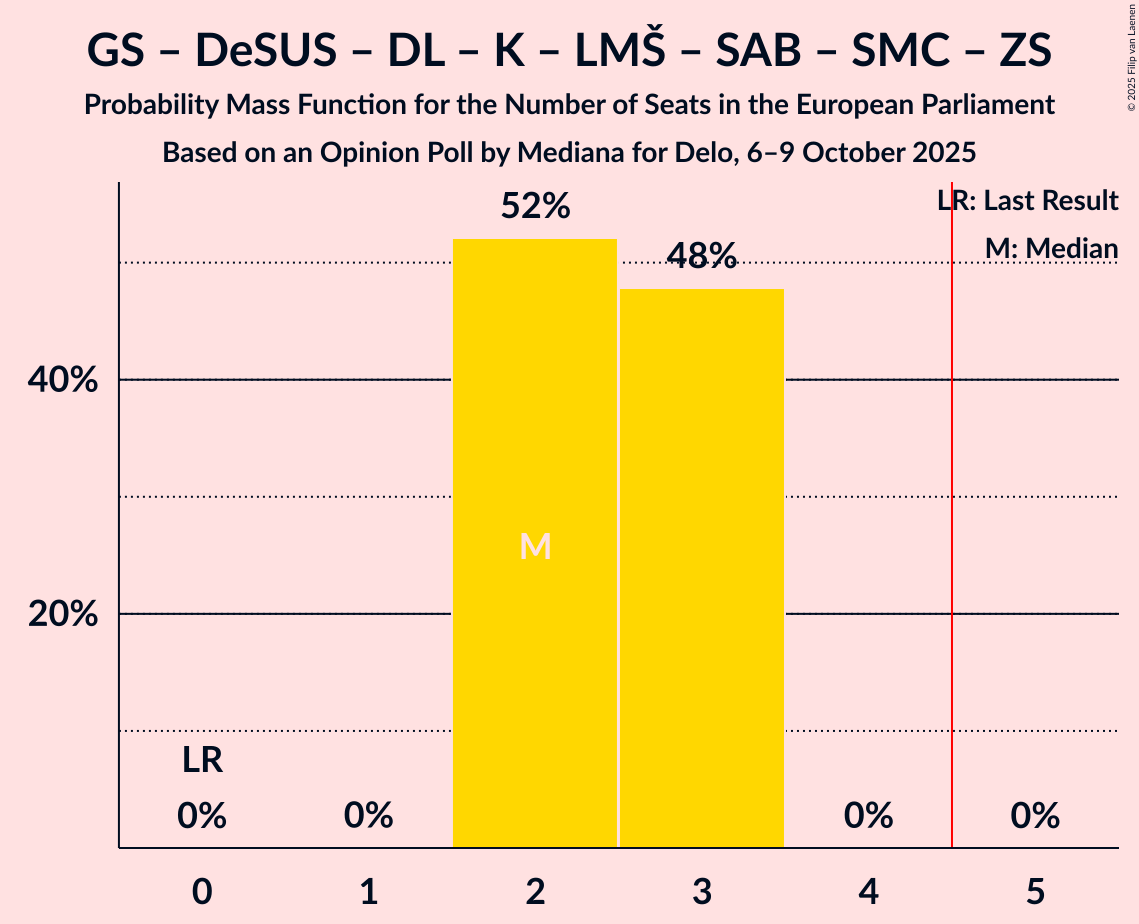 GS – DeSUS – DL – K – LMŠ – SAB – SMC – ZS
Probability Mass Function for the Number of Seats in the European Parliament
Based on an Opinion Poll by Mediana for Delo, 6–9 October 2025
© 2025 Filip van Laenen
LR: Last Result
M: Median
52%
48%
40%
20%
M
LR
0%
0%
0%
0%
0
1
2
3
4
5